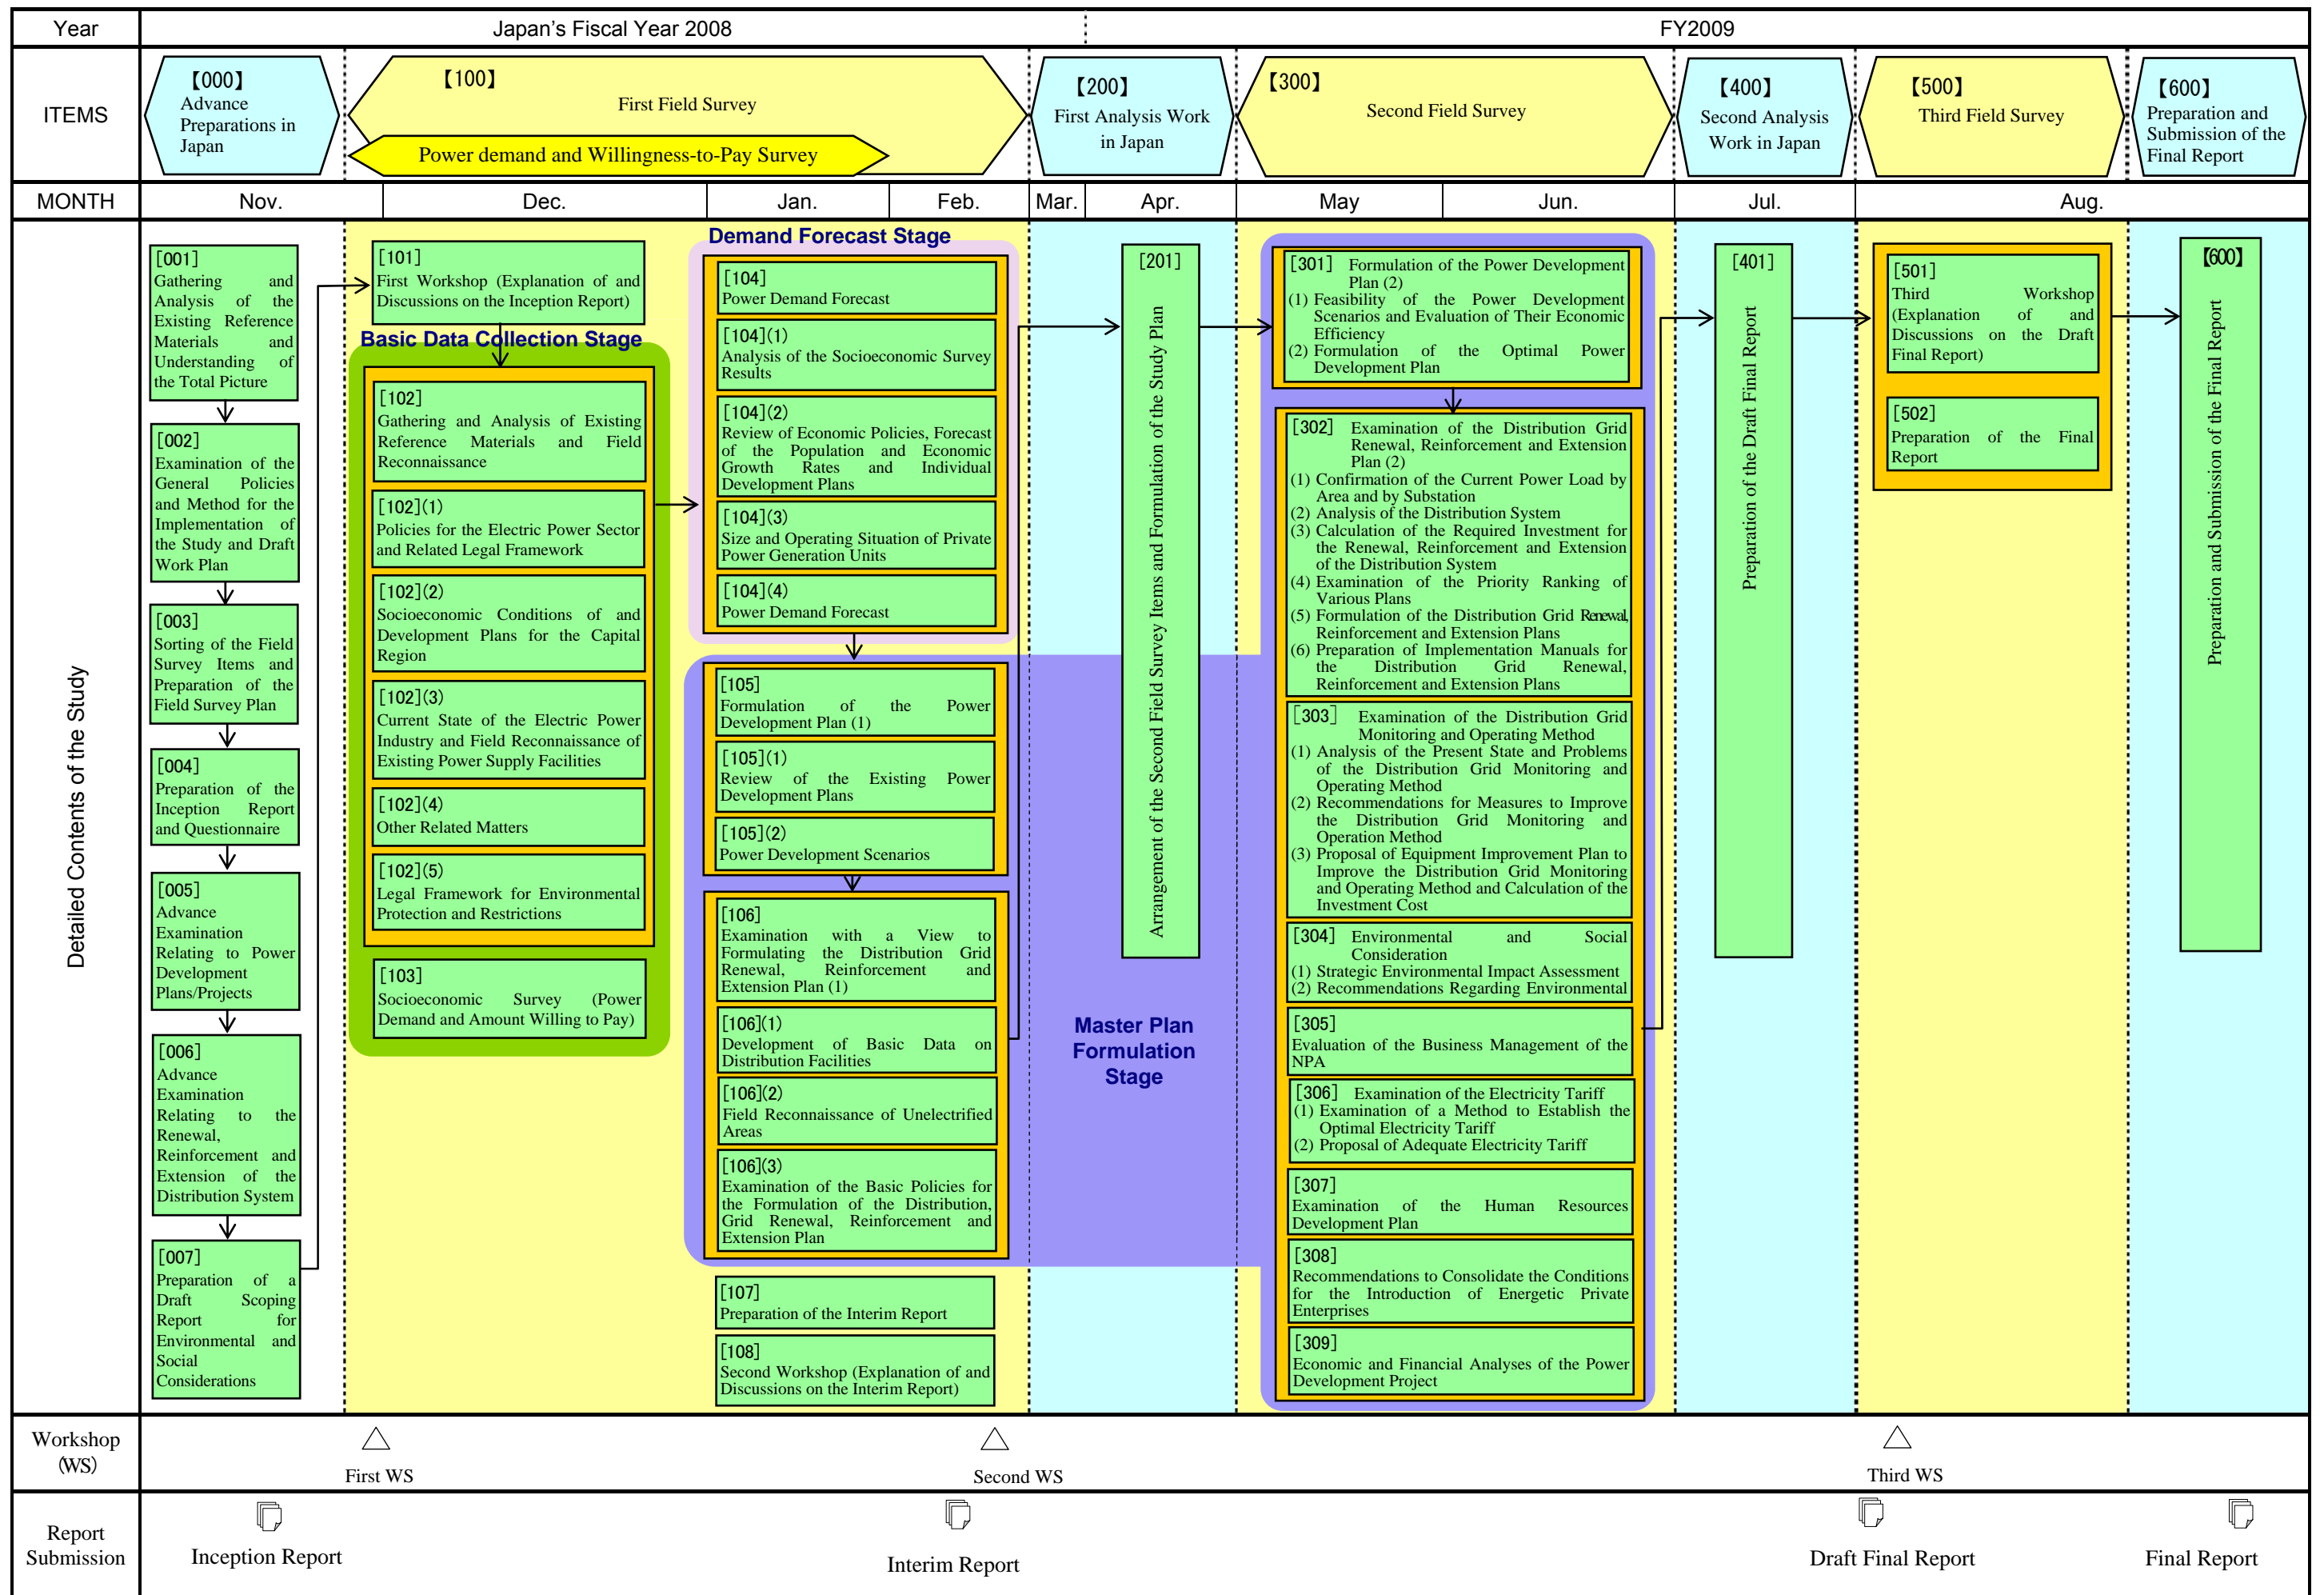 Year
Japan's Fiscal Year 2008
FY2009
ITEMS
【000】
Advance
Preparations in
Japan
【100】
First Field Survey
Power demand and Willingness-to-Pay Survey
【200】
First Analysis Work
in Japan
【300】
Second Field Survey
【400】
Second Analysis
Work in Japan
【500】
Third Field Survey
【600】
Preparation and
Submission of the
Final Report
MONTH
Nov.
Dec.
Jan.
Feb.
Mar.
Apr.
May
Jun.
Jul.
Aug.
Detailed Contents of the Study
[001]
Gathering and
Analysis of the
Existing Reference
Materials and
Understanding of
the Total Picture
[002]
Examination of the
General Policies
and Method for the
Implementation of
the Study and Draft
Work Plan
[003]
Sorting of the Field
Survey Items and
Preparation of the
Field Survey Plan
[004]
Preparation of the
Inception Report
and Questionnaire
[005]
Advance
Examination
Relating to Power
Development
Plans/Projects
[006]
Advance
Examination
Relating to the
Renewal,
Reinforcement and
Extension of the
Distribution System
[007]
Preparation of a
Draft Scoping
Report for
Environmental and
Social
Considerations
[101]
First Workshop (Explanation of and
Discussions on the Inception Report)
Basic Data Collection Stage
[102]
Gathering and Analysis of Existing
Reference Materials and Field
Reconnaissance
[102](1)
Policies for the Electric Power Sector
and Related Legal Framework
[102](2)
Socioeconomic Conditions of and
Development Plans for the Capital
Region
[102](3)
Current State of the Electric Power
Industry and Field Reconnaissance of
Existing Power Supply Facilities
[102](4)
Other Related Matters
[102](5)
Legal Framework for Environmental
Protection and Restrictions
[103]
Socioeconomic Survey (Power
Demand and Amount Willing to Pay)
Demand Forecast Stage
[104]
Power Demand Forecast
[104](1)
Analysis of the Socioeconomic Survey
Results
[104](2)
Review of Economic Policies, Forecast
of the Population and Economic
Growth Rates and Individual
Development Plans
[104](3)
Size and Operating Situation of Private
Power Generation Units
[104](4)
Power Demand Forecast
[105]
Formulation of the Power
Development Plan (1)
[105](1)
Review of the Existing Power
Development Plans
[105](2)
Power Development Scenarios
[106]
Examination with a View to
Formulating the Distribution Grid
Renewal, Reinforcement and
Extension Plan (1)
[106](1)
Development of Basic Data on
Distribution Facilities
[106](2)
Field Reconnaissance of Unelectrified
Areas
[106](3)
Examination of the Basic Policies for
the Formulation of the Distribution,
Grid Renewal, Reinforcement and
Extension Plan
[107]
Preparation of the Interim Report
[108]
Second Workshop (Explanation of and
Discussions on the Interim Report)
[201]
Arrangement of the Second Field Survey Items and Formulation of the Study Plan
Master Plan
Formulation
Stage
[301] Formulation of the Power Development
Plan (2)
(1) Feasibility of the Power Development
Scenarios and Evaluation of Their Economic
Efficiency
(2) Formulation of the Optimal Power
Development Plan
[302] Examination of the Distribution Grid
Renewal, Reinforcement and Extension
Plan (2)
(1) Confirmation of the Current Power Load by
Area and by Substation
(2) Analysis of the Distribution System
(3) Calculation of the Required Investment for
the Renewal, Reinforcement and Extension
of the Distribution System
(4) Examination of the Priority Ranking of
Various Plans
(5) Formulation of the Distribution Grid Renewal,
Reinforcement and Extension Plans
(6) Preparation of Implementation Manuals for
the Distribution Grid Renewal,
Reinforcement and Extension Plans
[303] Examination of the Distribution Grid
Monitoring and Operating Method
(1) Analysis of the Present State and Problems
of the Distribution Grid Monitoring and
Operating Method
(2) Recommendations for Measures to Improve
the Distribution Grid Monitoring and
Operation Method
(3) Proposal of Equipment Improvement Plan to
Improve the Distribution Grid Monitoring
and Operating Method and Calculation of the
Investment Cost
[304] Environmental and Social
Consideration
(1) Strategic Environmental Impact Assessment
(2) Recommendations Regarding Environmental
[305]
Evaluation of the Business Management of the
NPA
[306] Examination of the Electricity Tariff
(1) Examination of a Method to Establish the
Optimal Electricity Tariff
(2) Proposal of Adequate Electricity Tariff
[307]
Examination of the Human Resources
Development Plan
[308]
Recommendations to Consolidate the Conditions
for the Introduction of Energetic Private
Enterprises
[309]
Economic and Financial Analyses of the Power
Development Project
[401]
Preparation of the Draft Final Report
[501]
Third Workshop
(Explanation of and
Discussions on the Draft
Final Report)
[502]
Preparation of the Final
Report
【600】
Preparation and Submission of the Final Report
Workshop
(WS)
First WS
Second WS
Third WS
Report
Submission
Inception Report
Interim Report
Draft Final Report
Final Report